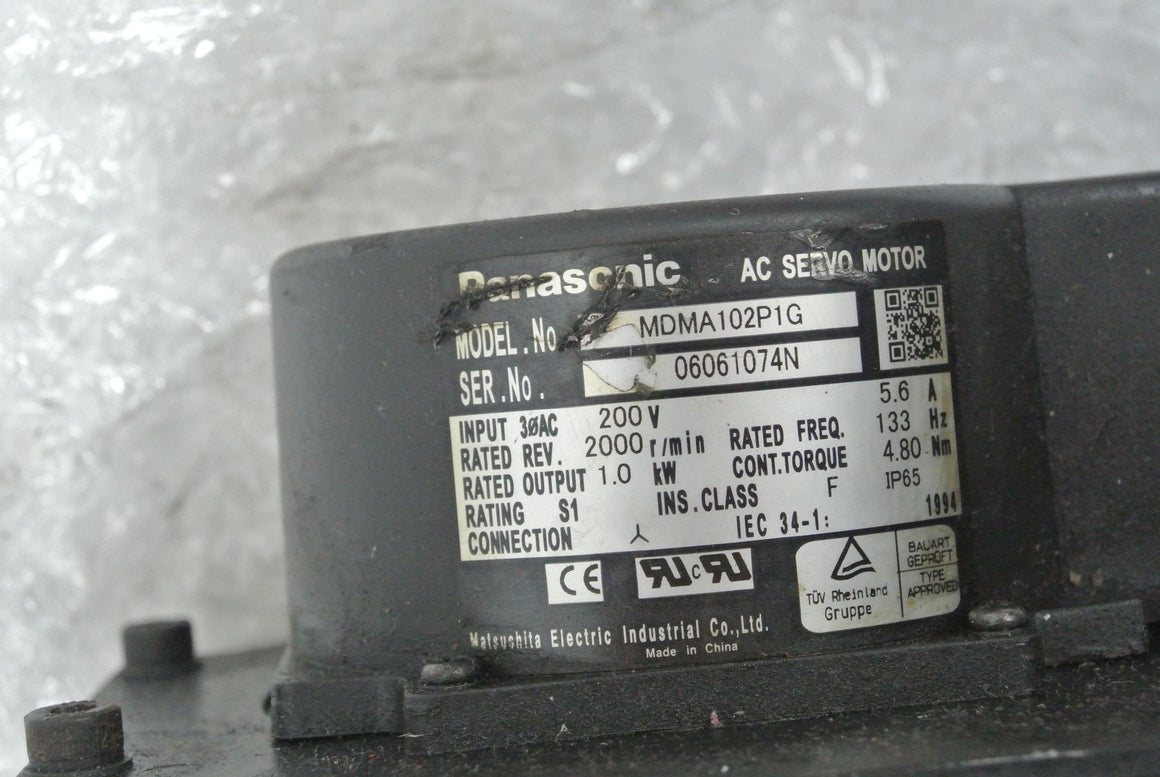 Panasonic AC SERVO MOTOR
MODEL.No. MDMA102P1G
SER.No. 06061074N
INPUT 3øAC 200 V 5.6 A
RATED REV. 2000 r/min RATED FREQ. 133 Hz
RATED OUTPUT 1.0 kW CONT.TORQUE 4.80 Nm
RATING S1 INS.CLASS F IP65
CONNECTION IEC 34-1: 1994
CE RU C RU
TÜV Rheinland
Gruppe
BAUART
GEPRÜFT
TYPE
APPROVED
Matsushita Electric Industrial Co.,Ltd.
Made in China